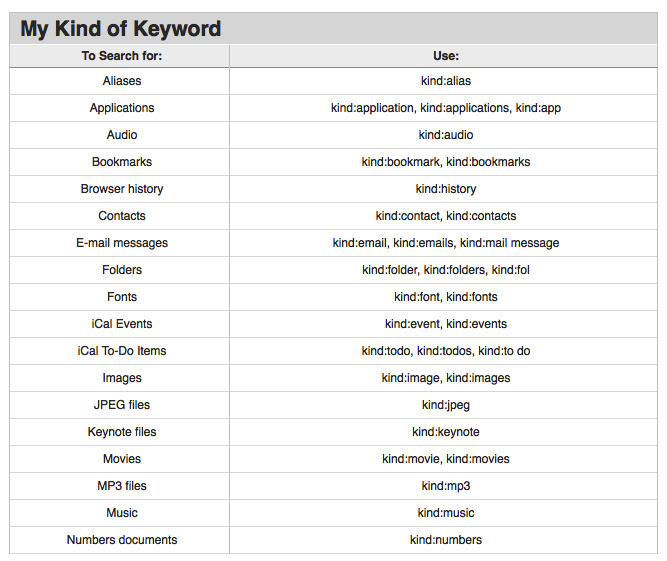 My Kind of Keyword
To Search for: Use:
Aliases kind:alias
Applications kind:application, kind:applications, kind:app
Audio kind:audio
Bookmarks kind:bookmark, kind:bookmarks
Browser history kind:history
Contacts kind:contact, kind:contacts
E-mail messages kind:email, kind:emails, kind:mail message
Folders kind:folder, kind:folders, kind:fol
Fonts kind:font, kind:fonts
iCal Events kind:event, kind:events
iCal To-Do Items kind:todo, kind:todos, kind:to do
Images kind:image, kind:images
JPEG files kind:jpeg
Keynote files kind:keynote
Movies kind:movie, kind:movies
MP3 files kind:mp3
Music kind:music
Numbers documents kind:numbers